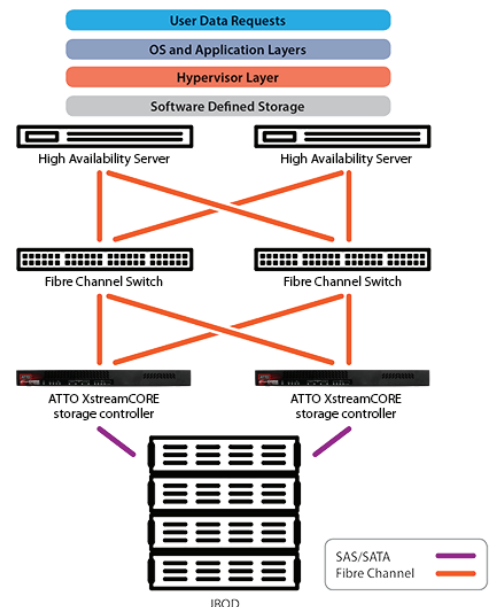 User Data Requests
OS and Application Layers
Hypervisor Layer
Software Defined Storage
High Availability Server
High Availability Server
Fibre Channel Switch
Fibre Channel Switch
ATTO XstreamCORE
storage controller
ATTO XstreamCORE
storage controller
SAS/SATA
Fibre Channel
JBOD